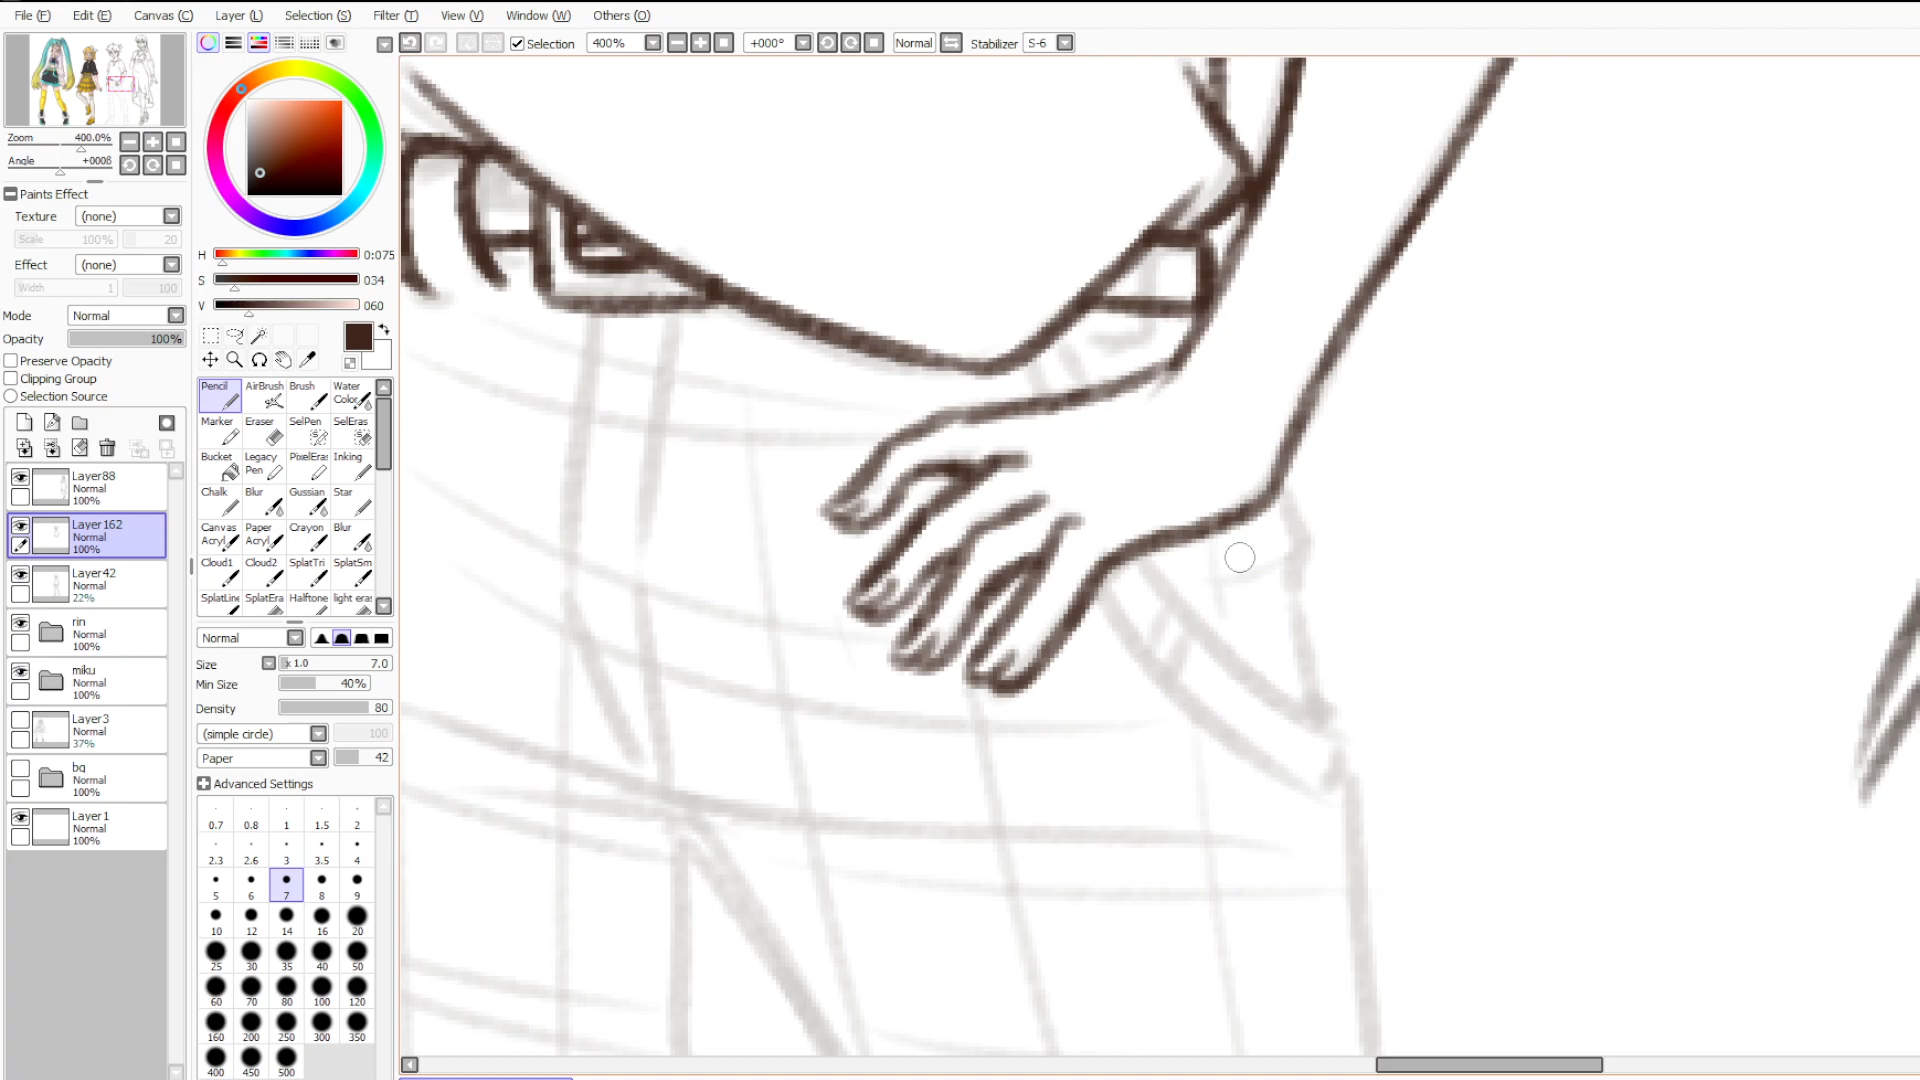 File (F) Edit (E) Canvas (C) Layer (L) Selection (S) Filter (T) View (V) Window (W) Others (O)
Selection 400% +000° Normal Stabilizer S-6
Zoom 400.0%
Angle +0008
Paints Effect
Texture (none)
Scale 100% 20
Effect (none)
Width 1 100
Mode Normal
Opacity 100%
Preserve Opacity
Clipping Group
Selection Source
Layer88
Normal
100%
Layer162
Normal
100%
Layer42
Normal
22%
rin
Normal
100%
miku
Normal
100%
Layer3
Normal
37%
bg
Normal
100%
Layer1
Normal
100%
H 0:075
S 034
V 060
Pencil AirBrush Brush Water Color
Marker Eraser SelPen SelEras
Bucket Legacy Pen PixelEra: Inking
Chalk Blur Gussian Star
Canvas Acryl Paper Acryl Crayon Blur
Cloud1 Cloud2 SplatTri SplatSm
SplatLine SplatEra Halftone light era:
Normal
Size x 1.0 7.0
Min Size 40%
Density 80
(simple circle) 100
Paper 42
Advanced Settings
0.7 0.8 1 1.5 2
2.3 2.6 3 3.5 4
5 6 7 8 9
10 12 14 16 20
25 30 35 40 50
60 70 80 100 120
160 200 250 300 350
400 450 500